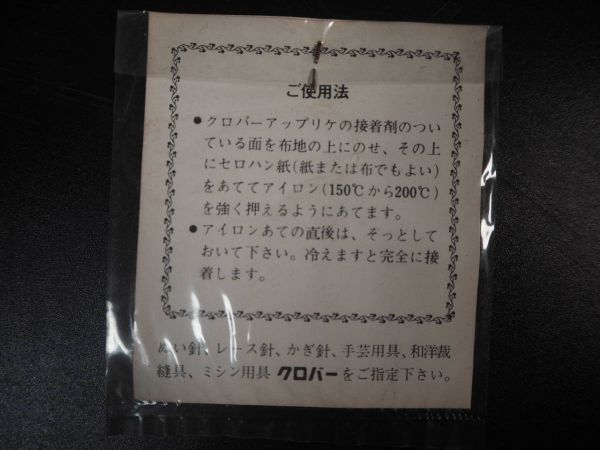 ご使用法
●クロバーアップリケの接着剤のつい
ている面を布地の上にのせ、その上
にセロハン紙(紙または布でもよい)
をあててアイロン(150℃から200℃)
を強く押えるようにあてます。
●アイロンあての直後は、そっとして
おいて下さい。冷えますと完全に接
着します。
ぬい針、レース針、かぎ針、手芸用具、和洋裁
縫具、ミシン用具 クロバーをご指定下さい。